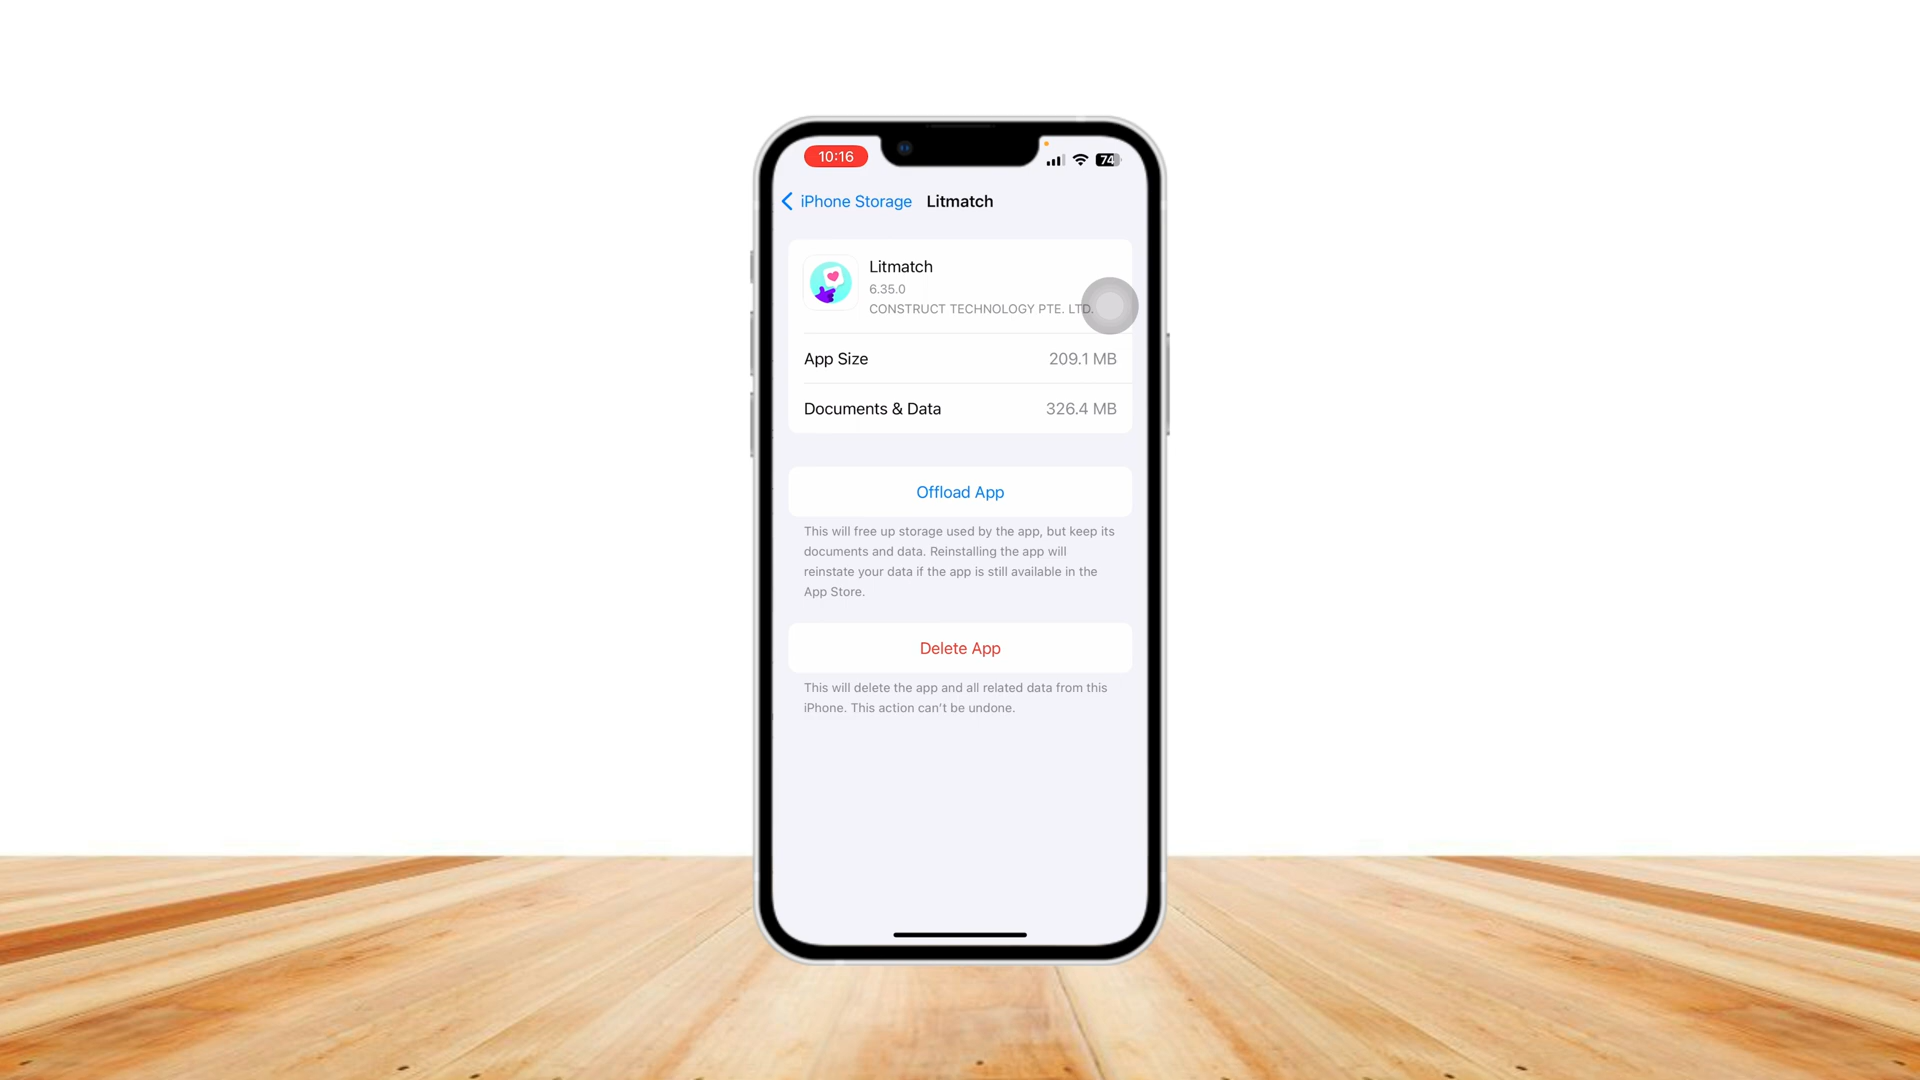 10:16
74
iPhone Storage Litmatch
Litmatch
6.35.0
CONSTRUCT TECHNOLOGY PTE. LTD.
App Size 209.1 MB
Documents & Data 326.4 MB
Offload App
This will free up storage used by the app, but keep its
documents and data. Reinstalling the app will
reinstate your data if the app is still available in the
App Store.
Delete App
This will delete the app and all related data from this
iPhone. This action can't be undone.